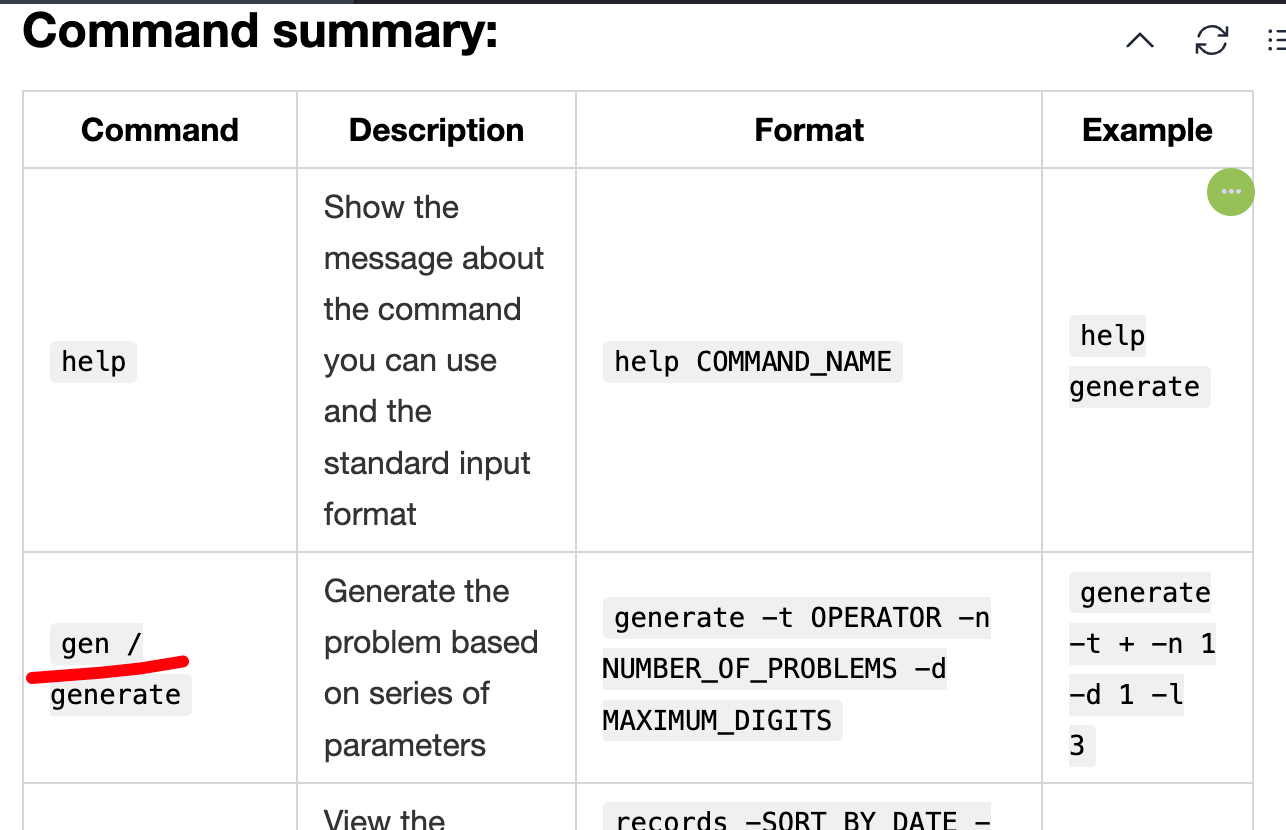 Command summary:
Command Description Format Example
help
Show the
message about
the command
you can use
and the
standard input
format
help COMMAND_NAME
help
generate
gen /
generate
Generate the
problem based
on series of
parameters
generate -t OPERATOR -n
NUMBER_OF_PROBLEMS -d
MAXIMUM_DIGITS
generate
-t + -n 1
-d 1 -l
3
View the
records -SORT_BY_DATE -